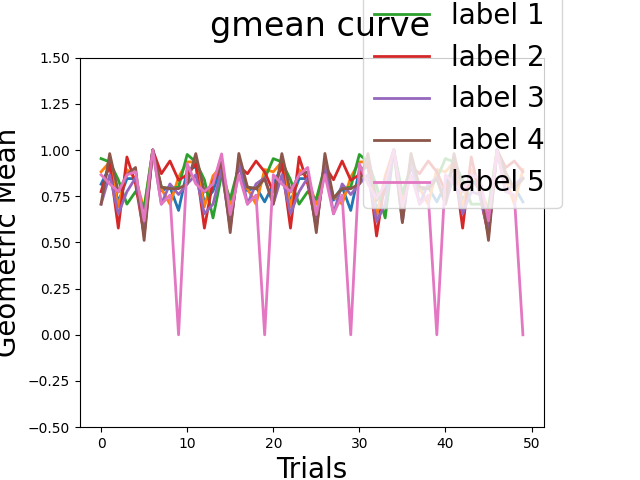 gmean curve
label 1
label 2
label 3
label 4
label 5
Geometric Mean
1.50
1.25
1.00
0.75
0.50
0.25
0.00
−0.25
−0.50
0 10 20 30 40 50
Trials